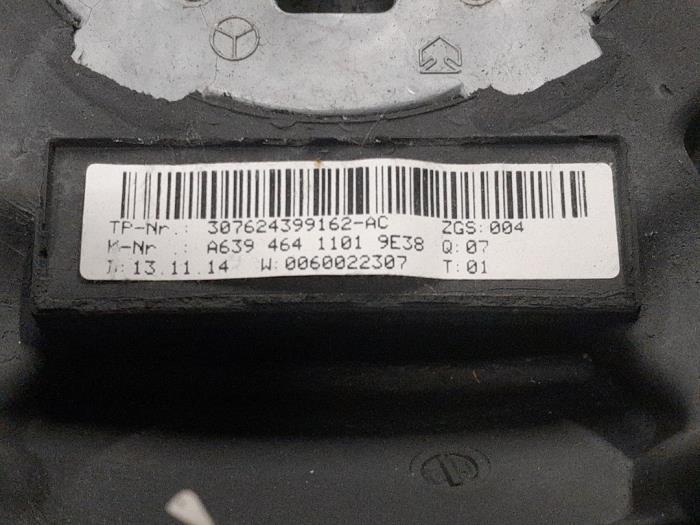 TP-Nr.: 307624399162-AC ZGS:004
K-Nr .: A639 464 1101 9E38 Q:07
D: 13.11.14 W:0060022307 T:01